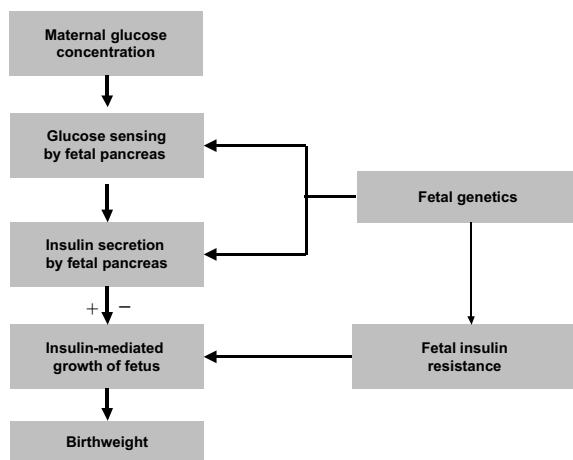 Maternal glucose
concentration
Glucose sensing
by fetal pancreas
Fetal genetics
Insulin secretion
by fetal pancreas
+ −
Insulin-mediated
growth of fetus
Fetal insulin
resistance
Birthweight